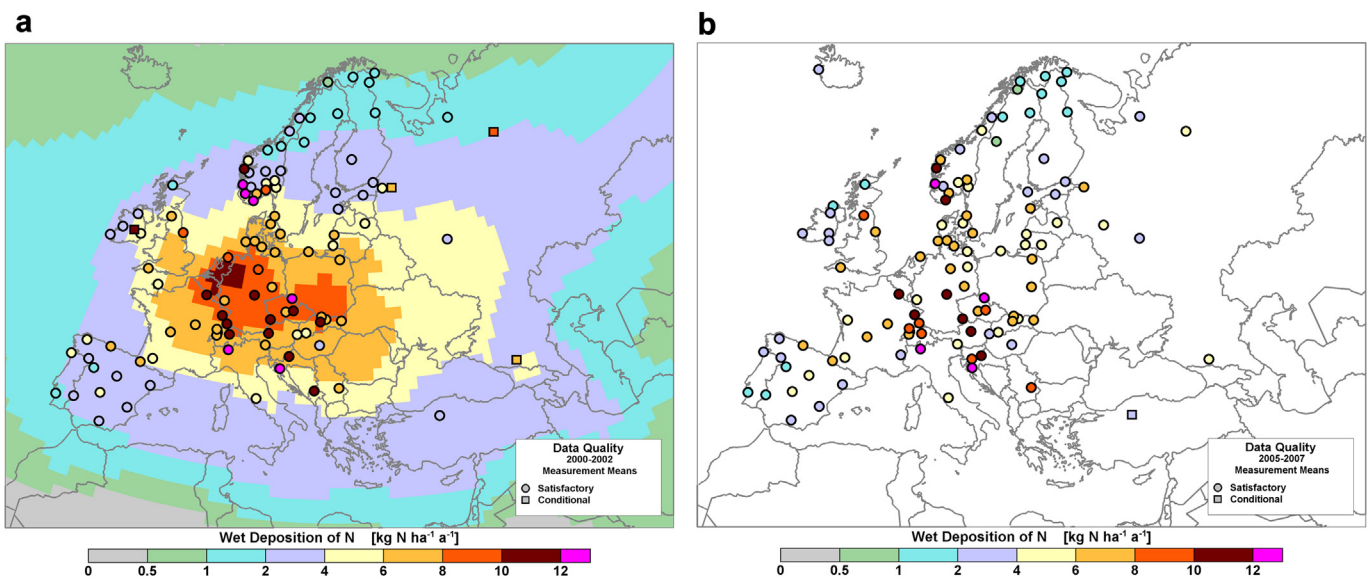 a
Data Quality
2000-2002
Measurement Means
Satisfactory
Conditional
Wet Deposition of N [kg N ha⁻¹ a⁻¹]
0 0.5 1 2 4 6 8 10 12
b
Data Quality
2005-2007
Measurement Means
Satisfactory
Conditional
Wet Deposition of N [kg N ha⁻¹ a⁻¹]
0 0.5 1 2 4 6 8 10 12